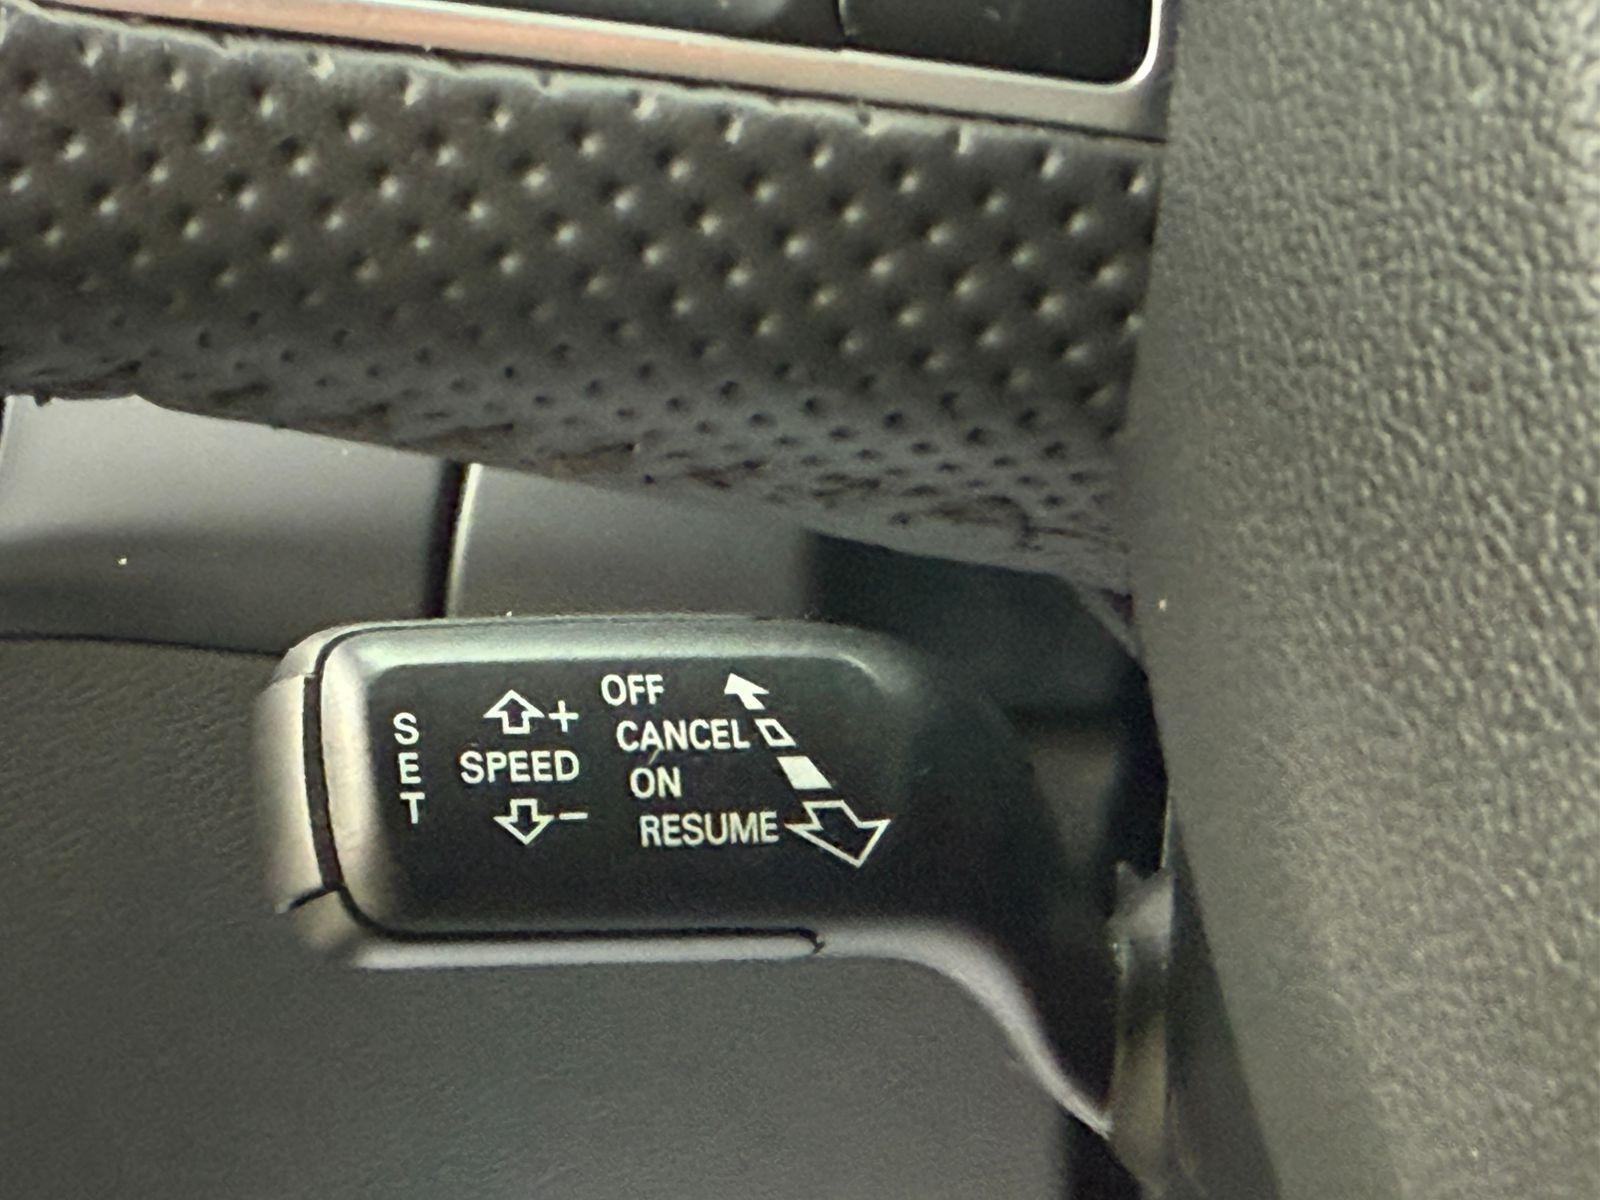 SET
+
SPEED
−
OFF
CANCEL
ON
RESUME